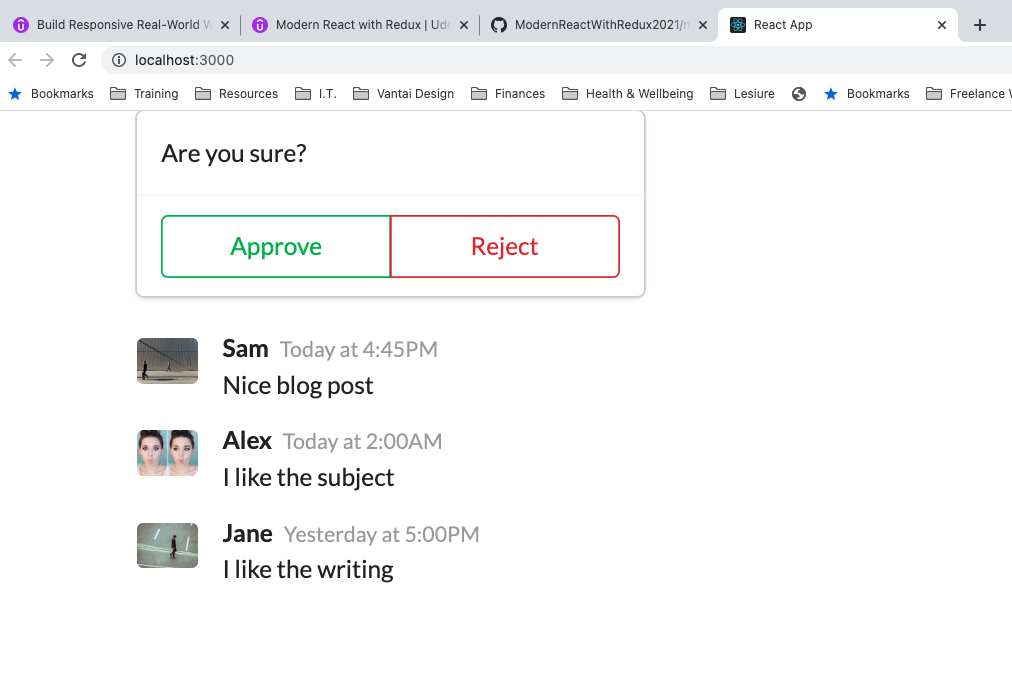 Build Responsive Real-World W
Modern React with Redux | Ude
ModernReactWithRedux2021/n
React App
localhost:3000
Bookmarks Training Resources I.T. Vantai Design Finances Health & Wellbeing Lesiure Bookmarks Freelance W
Are you sure?
Approve Reject
Sam Today at 4:45PM
Nice blog post
Alex Today at 2:00AM
I like the subject
Jane Yesterday at 5:00PM
I like the writing